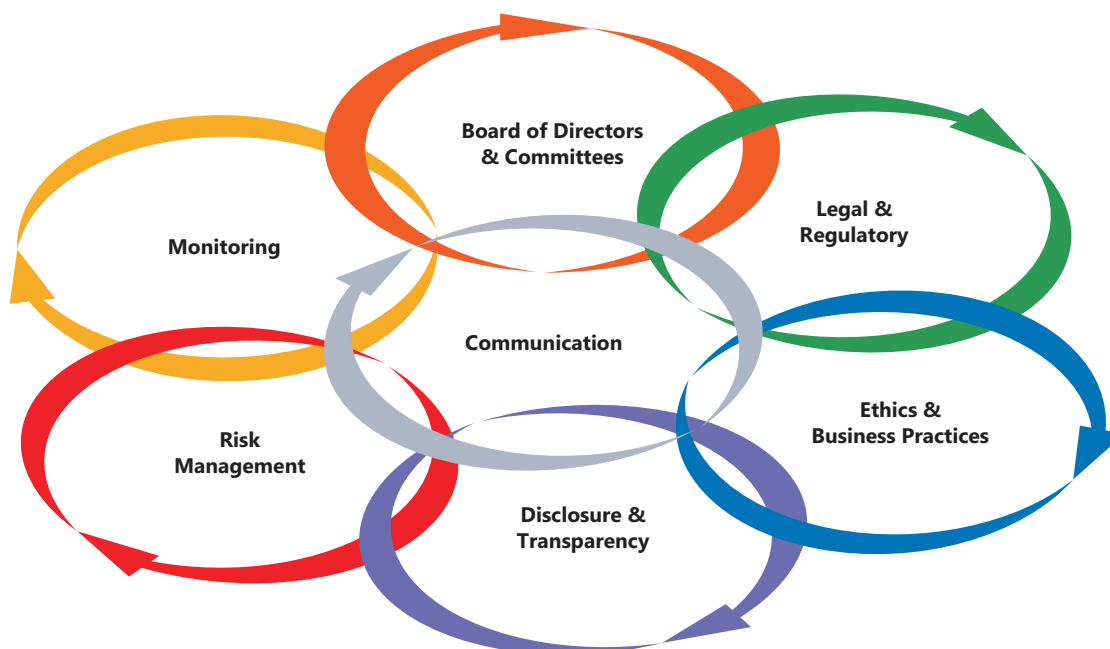 Board of Directors
& Committees
Legal &
Regulatory
Monitoring
Communication
Ethics &
Business Practices
Risk
Management
Disclosure &
Transparency